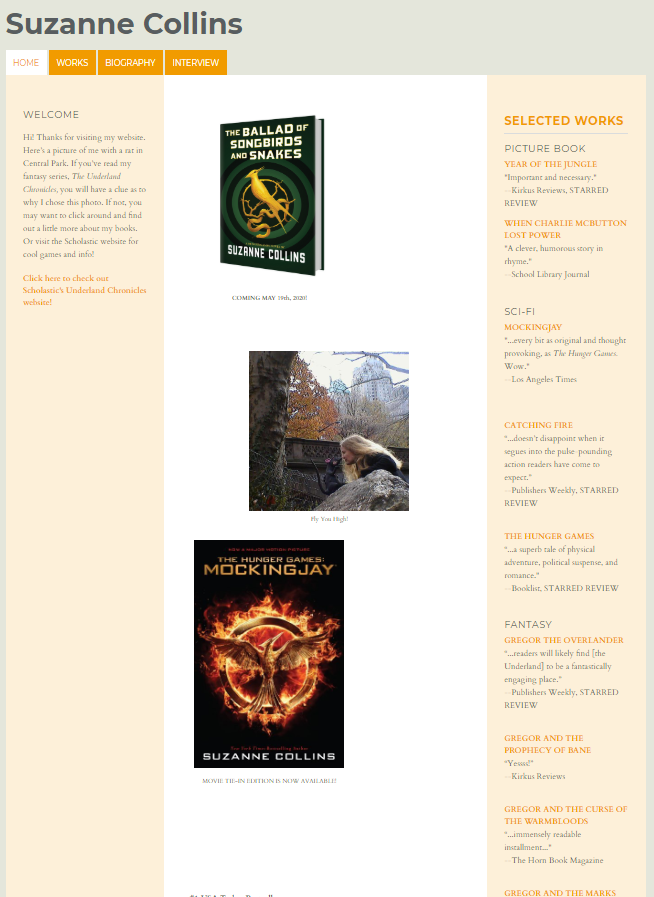 Suzanne Collins
HOME
WORKS
BIOGRAPHY
INTERVIEW
WELCOME
Hi! Thanks for visiting my website.
Here's a picture of me with a rat in
Central Park. If you've read my
fantasy series, The Underland
Chronicles, you will have a clue as to
why I chose this photo. If not, you
may want to click around and find
out a little more about my books.
Or visit the Scholastic website for
cool games and info!
Click here to check out
Scholastic's Underland Chronicles
website!
THE BALLAD OF
SONGBIRDS
AND SNAKES
SUZANNE COLLINS
COMING MAY 19th, 2020!
Fly You High!
NOW A MAJOR MOTION PICTURE
THE HUNGER GAMES:
MOCKINGJAY
SUZANNE COLLINS
MOVIE TIE-IN EDITION IS NOW AVAILABLE!
SELECTED WORKS
PICTURE BOOK
YEAR OF THE JUNGLE
"Important and necessary."
--Kirkus Reviews, STARRED
REVIEW
WHEN CHARLIE MCBUTTON
LOST POWER
"A clever, humorous story in
rhyme."
--School Library Journal
SCI-FI
MOCKINGJAY
"...every bit as original and thought
provoking, as The Hunger Games.
Wow."
--Los Angeles Times
CATCHING FIRE
"...doesn't disappoint when it
segues into the pulse-pounding
action readers have come to
expect."
--Publishers Weekly, STARRED
REVIEW
THE HUNGER GAMES
"...a superb tale of physical
adventure, political suspense, and
romance."
--Booklist, STARRED REVIEW
FANTASY
GREGOR THE OVERLANDER
"...readers will likely find [the
Underland] to be a fantastically
engaging place."
--Publishers Weekly, STARRED
REVIEW
GREGOR AND THE
PROPHECY OF BANE
"Yessss!"
--Kirkus Reviews
GREGOR AND THE CURSE OF
THE WARMBLOODS
"...immensely readable
installment..."
--The Horn Book Magazine
GREGOR AND THE MARKS